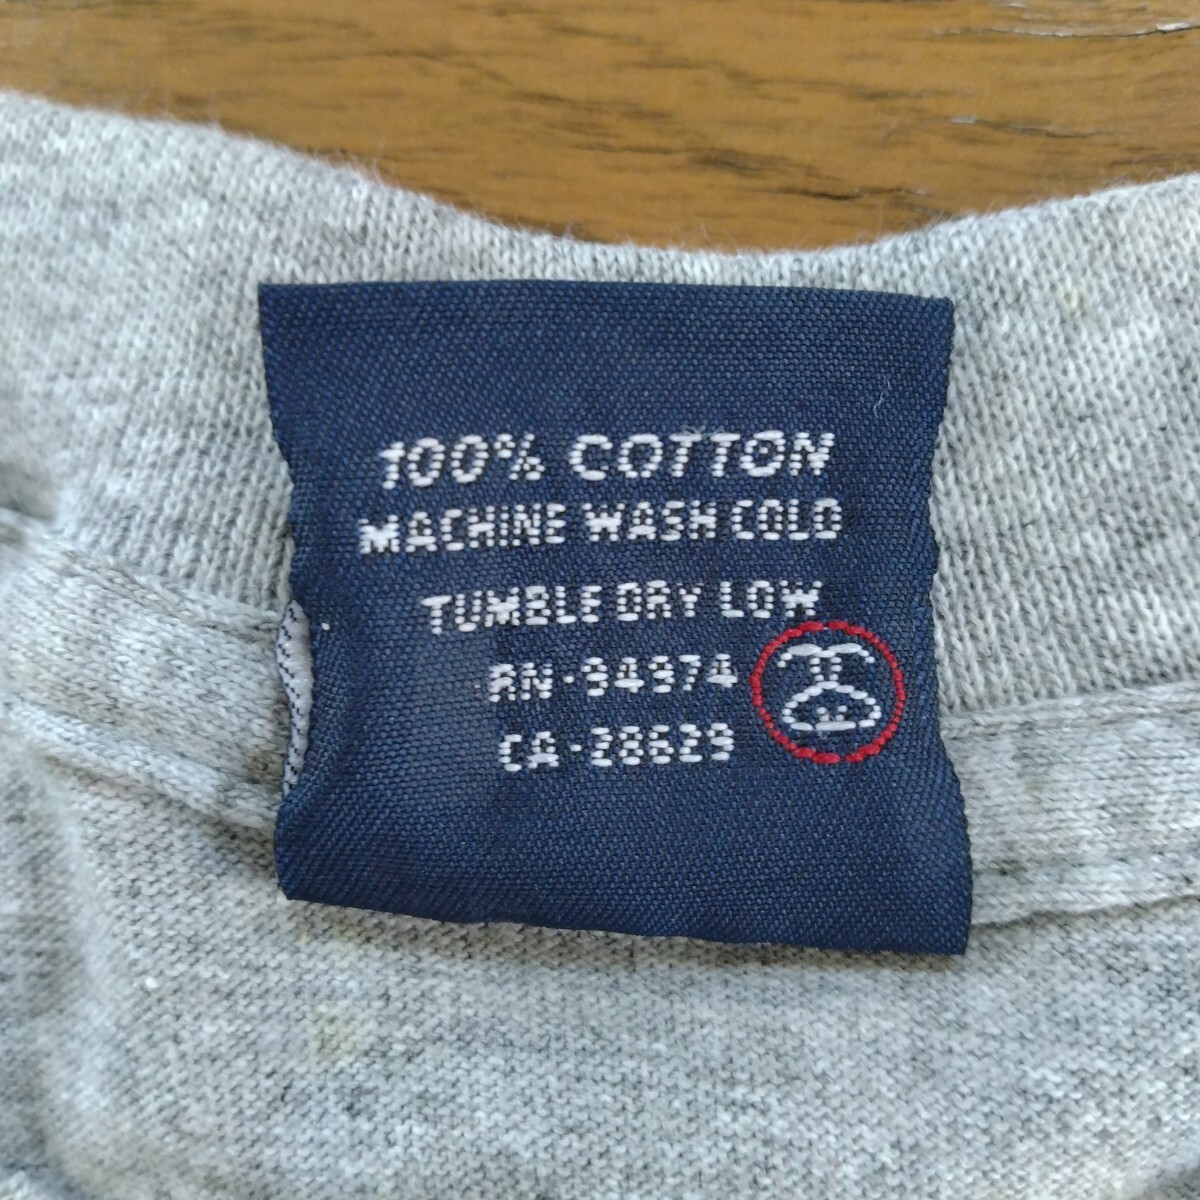 100% COTTON
MACHINE WASH COLD
TUMBLE DRY LOW
RN-94974
CA-28629